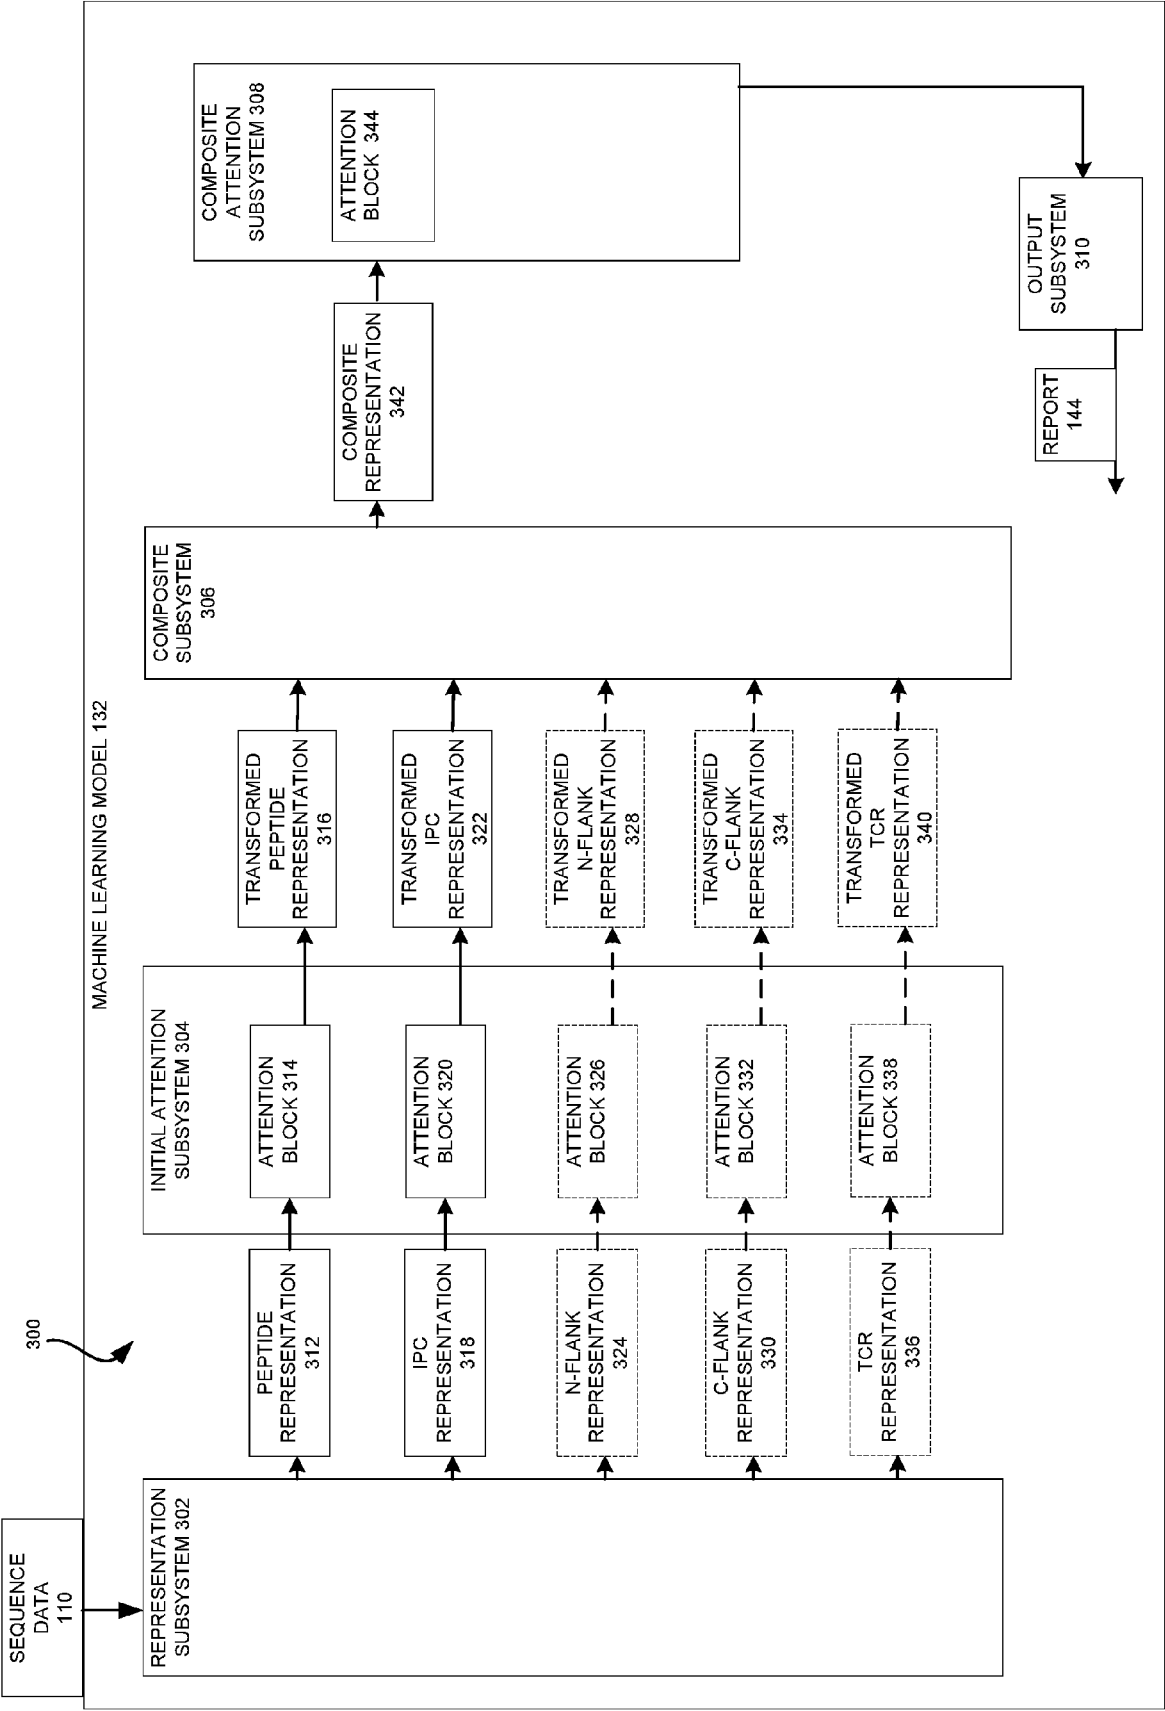 300
MACHINE LEARNING MODEL 132
SEQUENCE
DATA
110
REPRESENTATION
SUBSYSTEM 302
PEPTIDE
REPRESENTATION
312
IPC
REPRESENTATION
318
N-FLANK
REPRESENTATION
324
C-FLANK
REPRESENTATION
330
TCR
REPRESENTATION
336
INITIAL ATTENTION
SUBSYSTEM 304
ATTENTION
BLOCK 314
ATTENTION
BLOCK 320
ATTENTION
BLOCK 326
ATTENTION
BLOCK 332
ATTENTION
BLOCK 338
TRANSFORMED
PEPTIDE
REPRESENTATION
316
TRANSFORMED
IPC
REPRESENTATION
322
TRANSFORMED
N-FLANK
REPRESENTATION
328
TRANSFORMED
C-FLANK
REPRESENTATION
334
TRANSFORMED
TCR
REPRESENTATION
340
COMPOSITE
SUBSYSTEM
306
COMPOSITE
REPRESENTATION
342
COMPOSITE
ATTENTION
SUBSYSTEM 308
ATTENTION
BLOCK 344
OUTPUT
SUBSYSTEM
310
REPORT
144